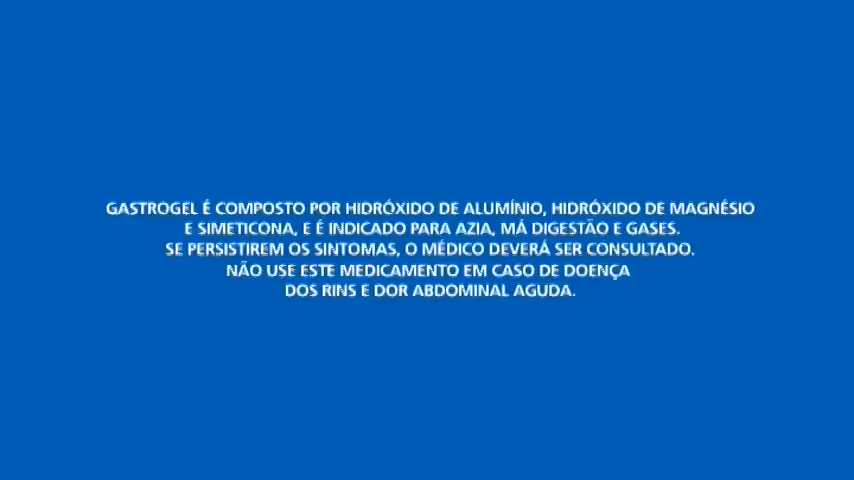 GASTROGEL É COMPOSTO POR HIDRÓXIDO DE ALUMÍNIO, HIDRÓXIDO DE MAGNÉSIO
E SIMETICONA, E É INDICADO PARA AZIA, MÁ DIGESTÃO E GASES.
SE PERSISTIREM OS SINTOMAS, O MÉDICO DEVERÁ SER CONSULTADO.
NÃO USE ESTE MEDICAMENTO EM CASO DE DOENÇA
DOS RINS E DOR ABDOMINAL AGUDA.